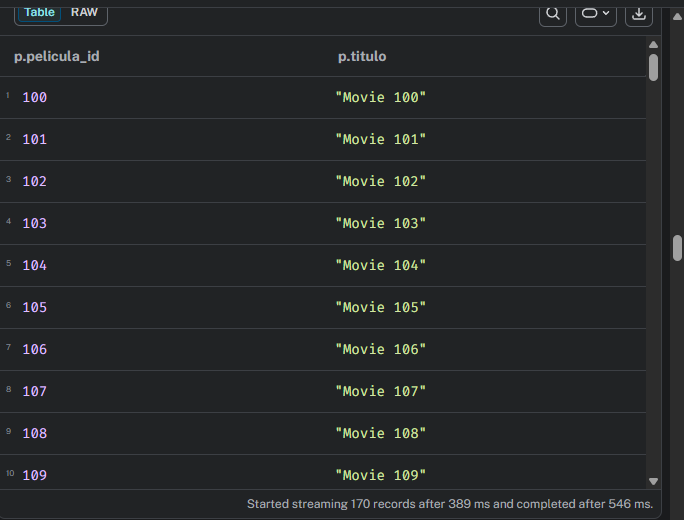 Table RAW
p.pelicula_id p.titulo
1 100 "Movie 100"
2 101 "Movie 101"
3 102 "Movie 102"
4 103 "Movie 103"
5 104 "Movie 104"
6 105 "Movie 105"
7 106 "Movie 106"
8 107 "Movie 107"
9 108 "Movie 108"
10 109 "Movie 109"
Started streaming 170 records after 389 ms and completed after 546 ms.